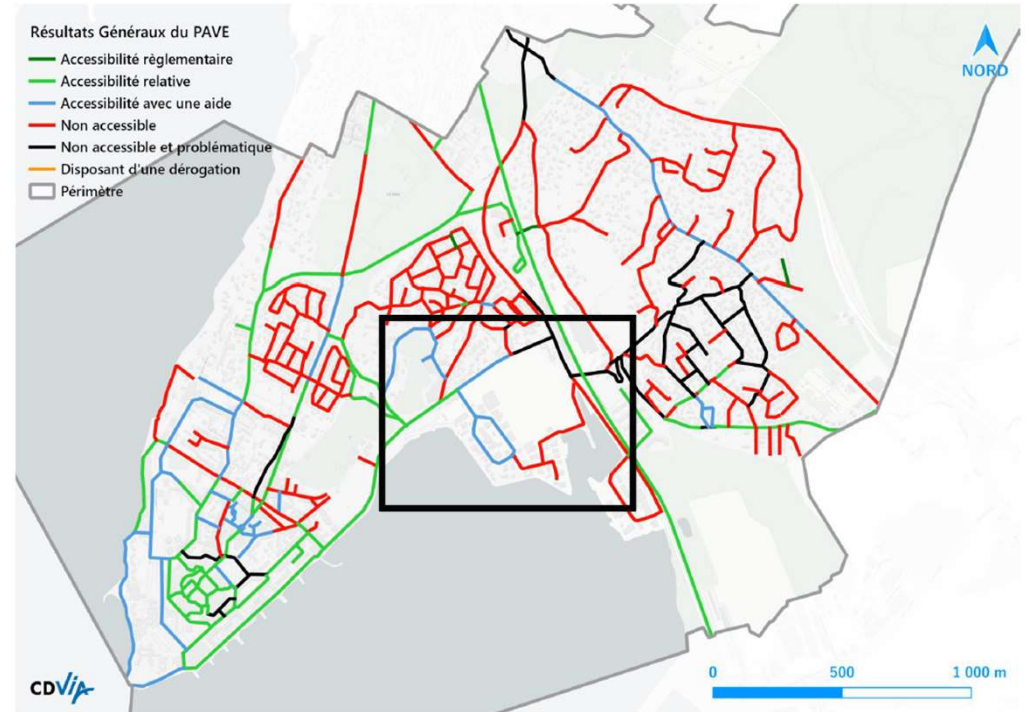 Résultats Généraux du PAVE
Accessibilité règlementaire
Accessibilité relative
Accessibilité avec une aide
Non accessible
Non accessible et problématique
Disposant d'une dérogation
Périmètre
NORD
0 500 1 000 m
CDVIA